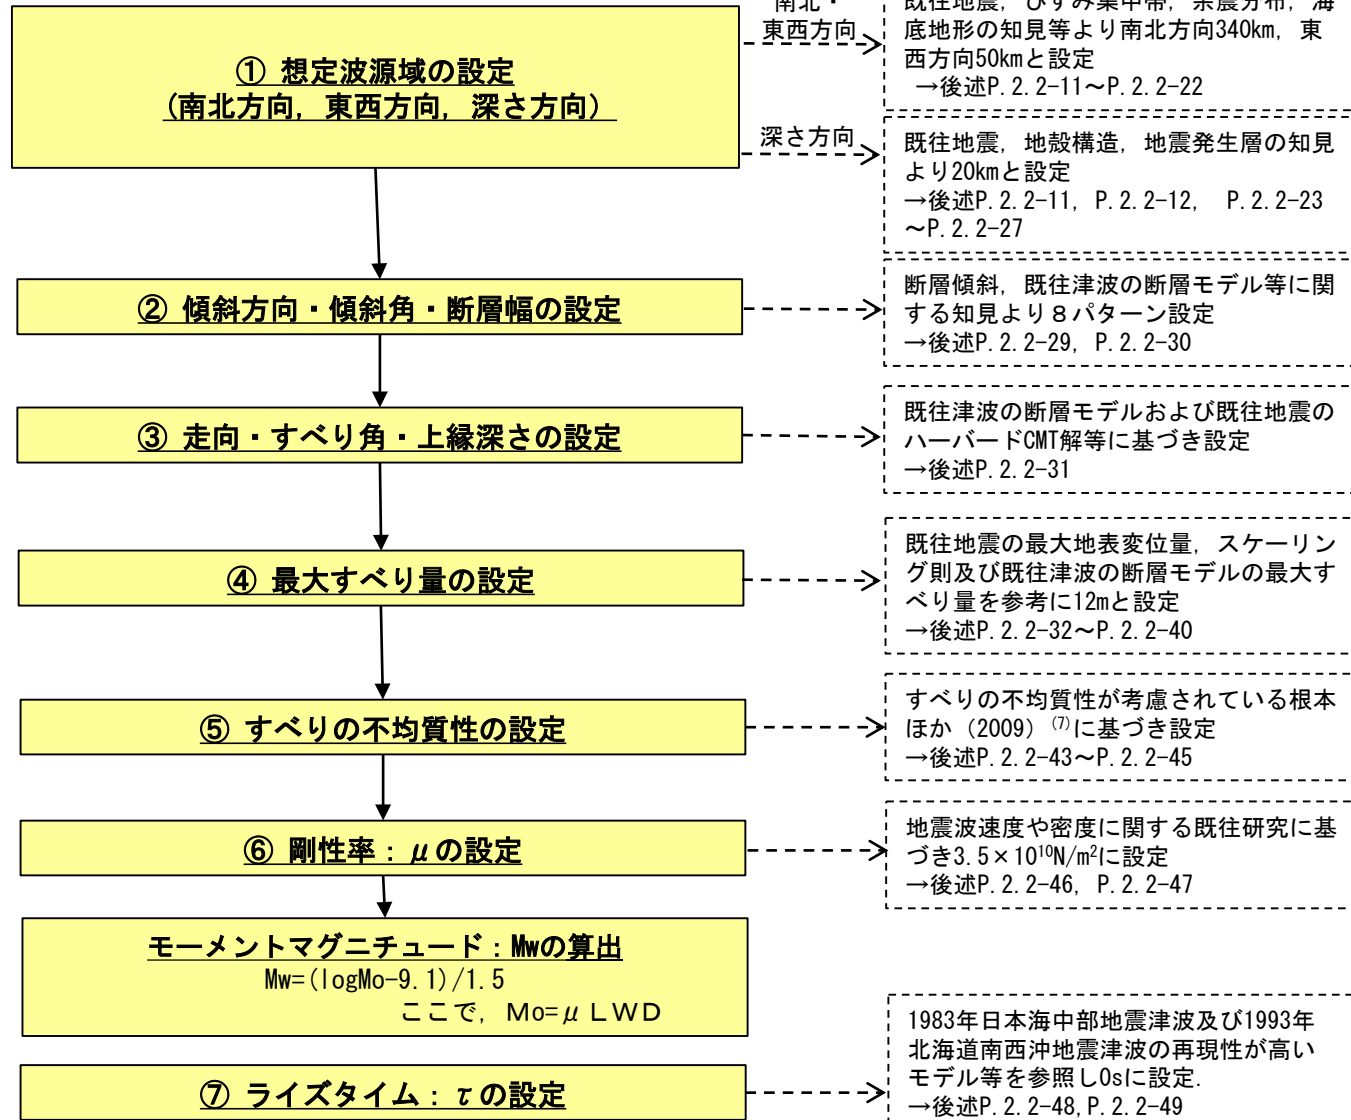 ① 想定波源域の設定
(南北方向, 東西方向, 深さ方向)
南北・
東西方向
既往地震, ひずみ集中帯, 余震分布, 海
底地形の知見等より南北方向340km, 東
西方向50kmと設定
→後述P.2.2-11～P.2.2-22
深さ方向
既往地震, 地殻構造, 地震発生層の知見
より20kmと設定
→後述P.2.2-11, P.2.2-12, P.2.2-23
～P.2.2-27
② 傾斜方向・傾斜角・断層幅の設定
断層傾斜, 既往津波の断層モデル等に関
する知見より８パターン設定
→後述P.2.2-29, P.2.2-30
③ 走向・すべり角・上縁深さの設定
既往津波の断層モデルおよび既往地震の
ハーバードCMT解等に基づき設定
→後述P.2.2-31
④ 最大すべり量の設定
既往地震の最大地表変位量, スケーリン
グ則及び既往津波の断層モデルの最大す
べり量を参考に12mと設定
→後述P.2.2-32～P.2.2-40
⑤ すべりの不均質性の設定
すべりの不均質性が考慮されている根本
ほか（2009）(7)に基づき設定
→後述P.2.2-43～P.2.2-45
⑥ 剛性率：μの設定
地震波速度や密度に関する既往研究に基
づき3.5×10¹⁰N/m²に設定
→後述P.2.2-46, P.2.2-47
モーメントマグニチュード：Mwの算出
Mw=(logMo-9.1)/1.5
ここで, Mo=μＬＷＤ
⑦ ライズタイム：τの設定
1983年日本海中部地震津波及び1993年
北海道南西沖地震津波の再現性が高い
モデル等を参照し0sに設定.
→後述P.2.2-48,P.2.2-49